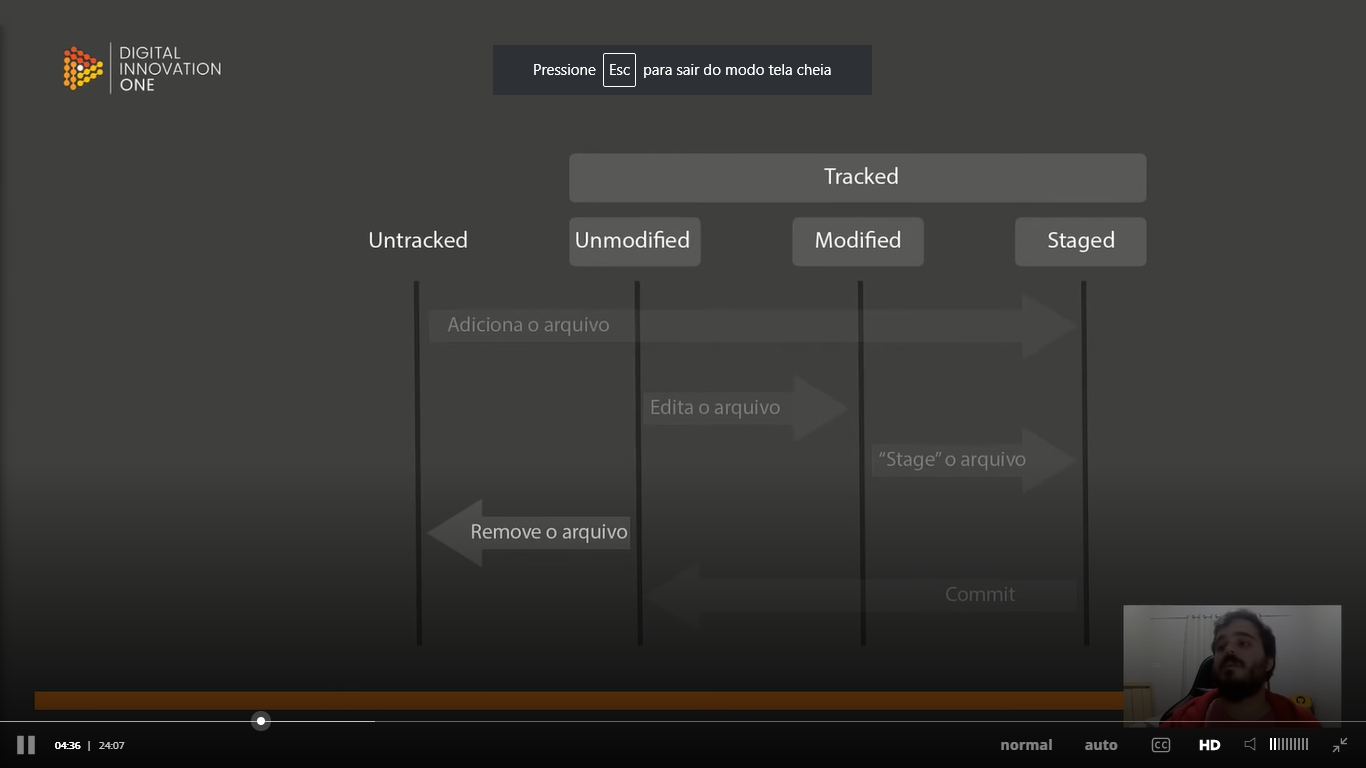 DIGITAL
INNOVATION
ONE
Pressione Esc para sair do modo tela cheia
Tracked
Untracked Unmodified Modified Staged
Adiciona o arquivo
Edita o arquivo
“Stage” o arquivo
Remove o arquivo
Commit
04:36 | 24:07 normal auto CC HD